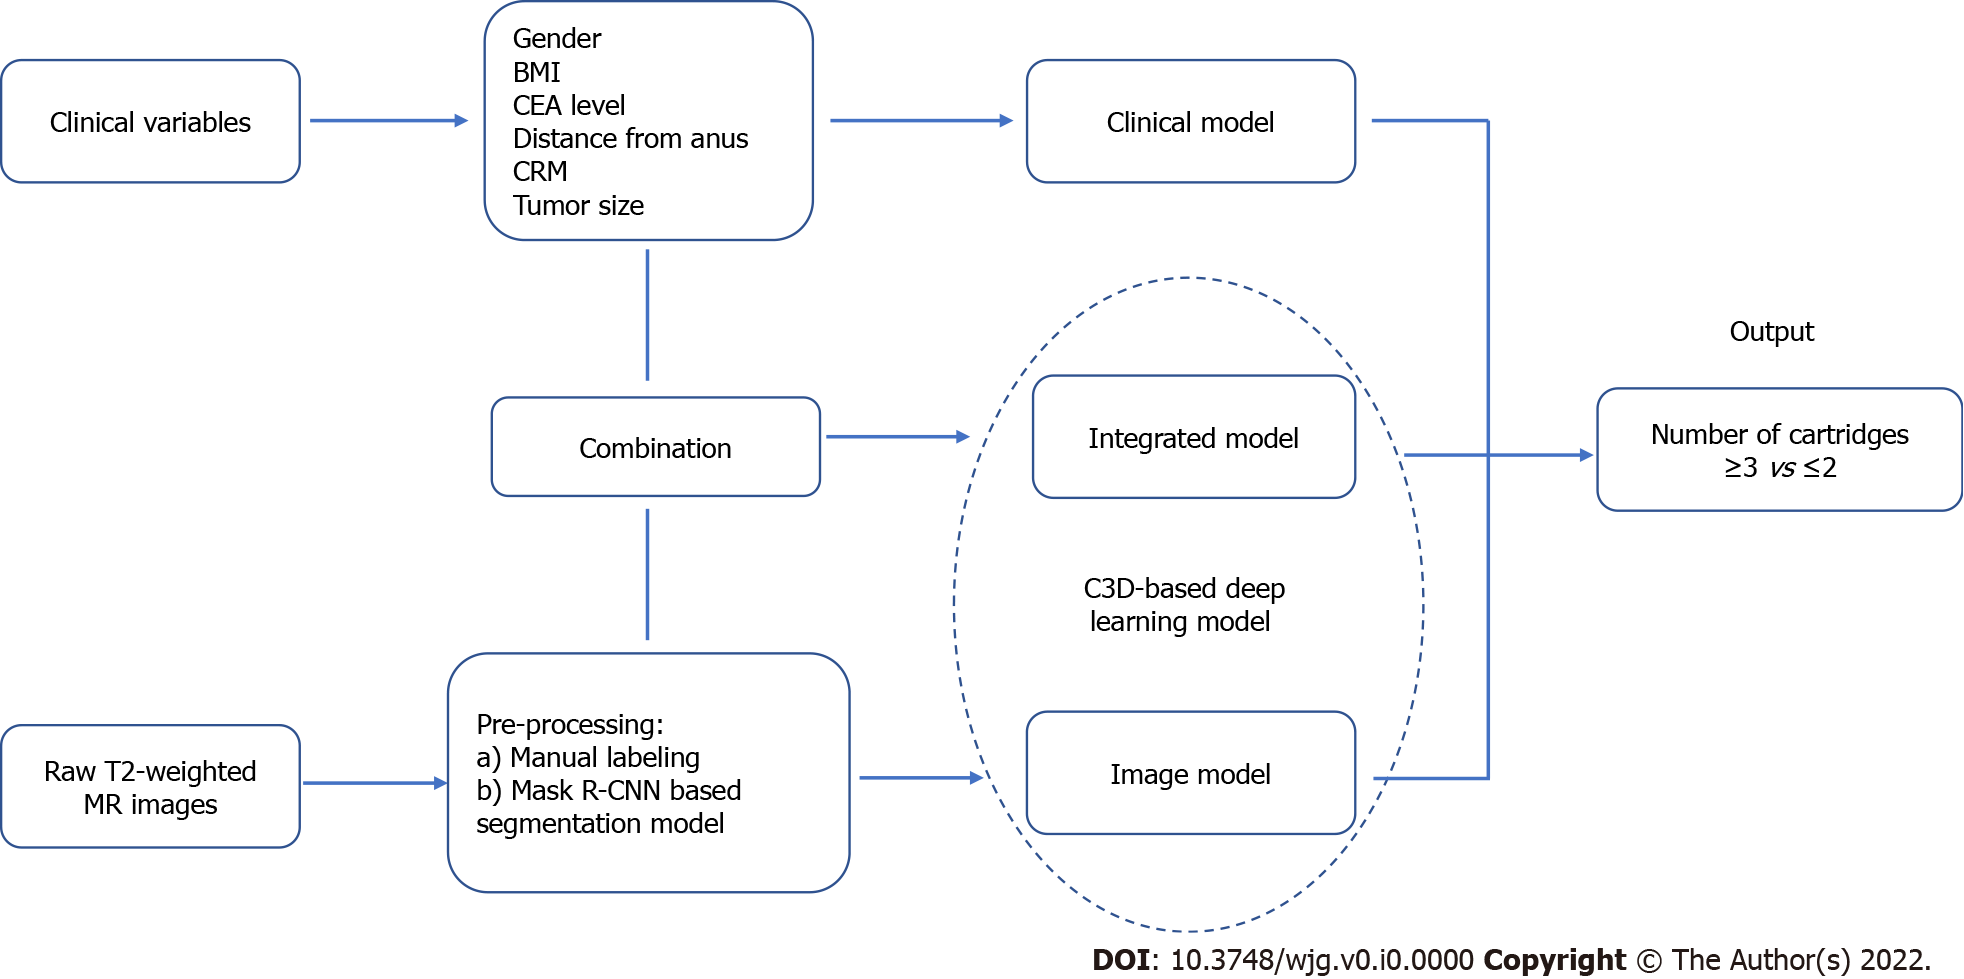 Clinical variables
Gender
BMI
CEA level
Distance from anus
CRM
Tumor size
Clinical model
Combination
Integrated model
C3D-based deep
learning model
Output
Number of cartridges
≥3 vs ≤2
Raw T2-weighted
MR images
Pre-processing:
a) Manual labeling
b) Mask R-CNN based
segmentation model
Image model
DOI: 10.3748/wjg.v0.i0.0000 Copyright © The Author(s) 2022.